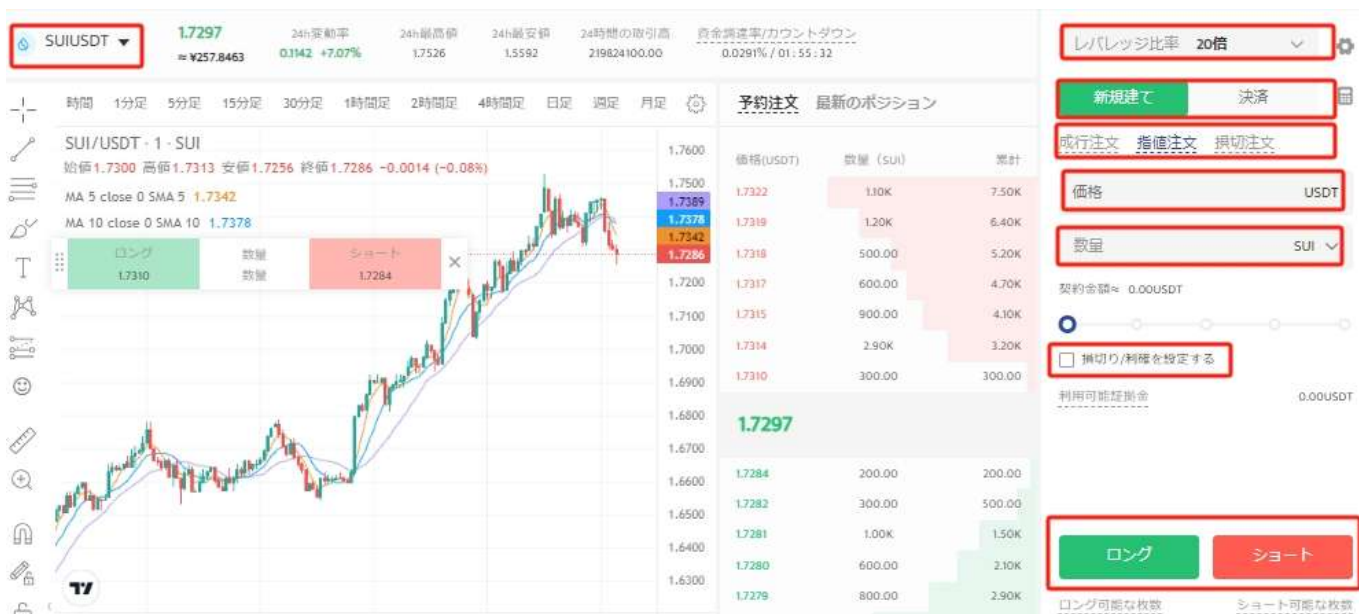 SUIUSDT
1.7297
≈ ¥257.8463
24h変動率
0.1142 +7.07%
24h最高値
1.7526
24h最安値
1.5592
24時間の取引高
219824100.00
資金調達率/カウントダウン
0.0291% / 01:55:32
時間 1分足 5分足 15分足 30分足 1時間足 2時間足 4時間足 日足 週足 月足
SUI/USDT · 1 · SUI
始値1.7300 高値1.7313 安値1.7256 終値1.7286 -0.0014 (-0.08%)
MA 5 close 0 SMA 5 1.7342
MA 10 close 0 SMA 10 1.7378
ロング 数量 ショート
1.7310 数量 1.7284
1.7600
1.7500
1.7389
1.7378
1.7342
1.7286
1.7200
1.7100
1.7000
1.6900
1.6800
1.6700
1.6600
1.6500
1.6400
1.6300
予約注文 最新のポジション
価格(USDT) 数量 (SUI) 累計
1.7322 1.10K 7.50K
1.7319 1.20K 6.40K
1.7318 500.00 5.20K
1.7317 600.00 4.70K
1.7315 900.00 4.10K
1.7314 2.90K 3.20K
1.7310 300.00 300.00
1.7297
1.7284 200.00 200.00
1.7282 300.00 500.00
1.7281 1.00K 1.50K
1.7280 600.00 2.10K
1.7279 800.00 2.90K
レバレッジ比率 20倍
新規建て 決済
成行注文 指値注文 損切注文
価格 USDT
数量 SUI
契約金額≈ 0.00USDT
損切り/利確を設定する
利用可能証拠金 0.00USDT
ロング ショート
ロング可能な枚数 ショート可能な枚数